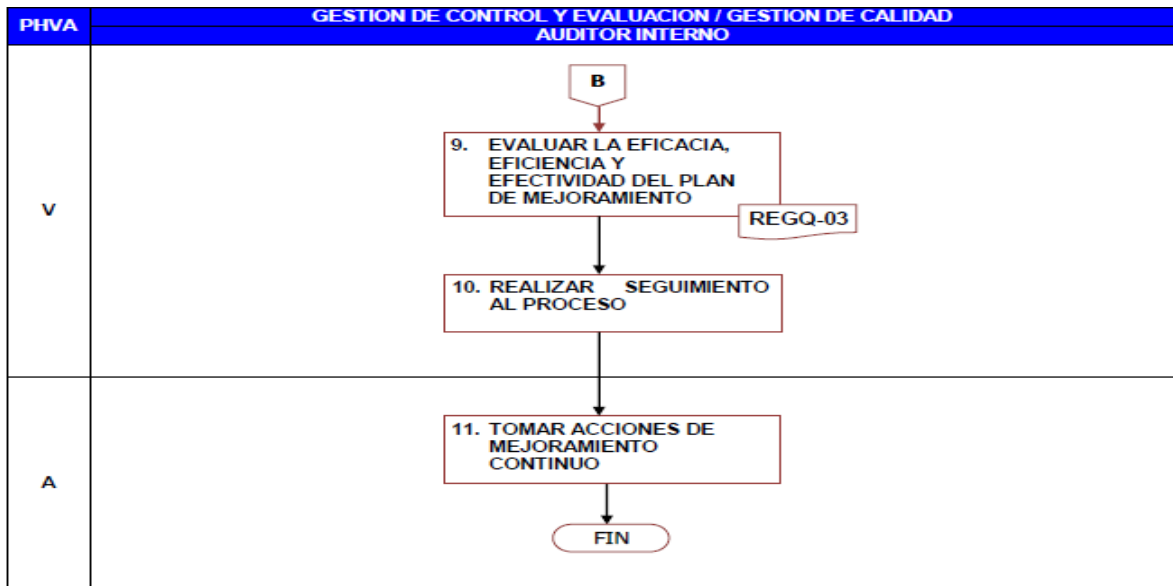 PHVA
GESTION DE CONTROL Y EVALUACION / GESTION DE CALIDAD
AUDITOR INTERNO
V
B
9. EVALUAR LA EFICACIA,
EFICIENCIA Y
EFECTIVIDAD DEL PLAN
DE MEJORAMIENTO
REGQ-03
10. REALIZAR SEGUIMIENTO
AL PROCESO
A
11. TOMAR ACCIONES DE
MEJORAMIENTO
CONTINUO
FIN